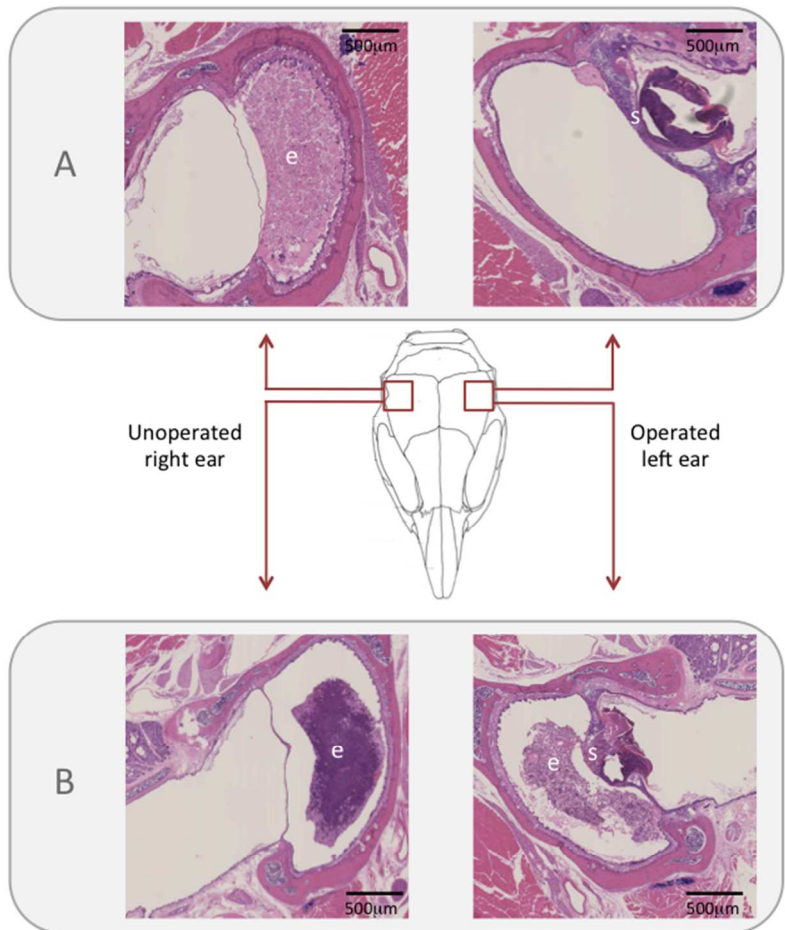 500µm
500µm
A
e
s
Unoperated
right ear
Operated
left ear
B
e
e
s
500µm
500µm